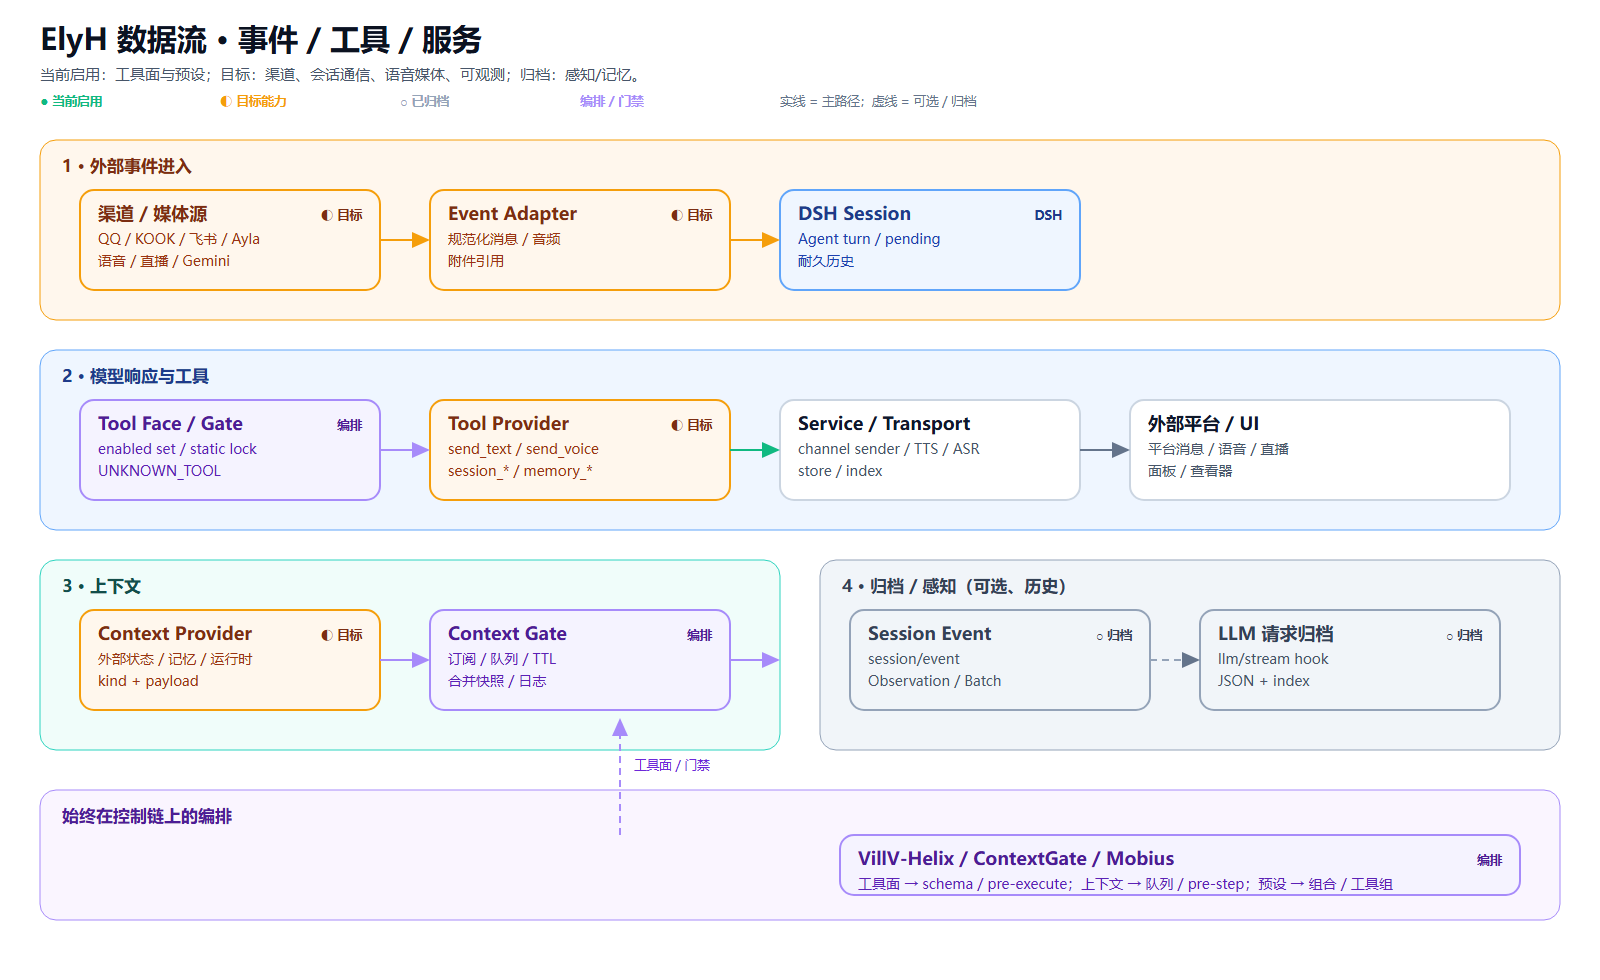 ElyH 数据流 • 事件 / 工具 / 服务
当前启用：工具面与预设；目标：渠道、会话通信、语音媒体、可观测；归档：感知/记忆。
● 当前启用
◐ 目标能力
○ 已归档
编排 / 门禁
实线 = 主路径；虚线 = 可选 / 归档
1 • 外部事件进入
渠道 / 媒体源
◐ 目标
QQ / KOOK / 飞书 / Ayla
语音 / 直播 / Gemini
Event Adapter
◐ 目标
规范化消息 / 音频
附件引用
DSH Session
DSH
Agent turn / pending
耐久历史
2 • 模型响应与工具
Tool Face / Gate
编排
enabled set / static lock
UNKNOWN_TOOL
Tool Provider
◐ 目标
send_text / send_voice
session_* / memory_*
Service / Transport
channel sender / TTS / ASR
store / index
外部平台 / UI
平台消息 / 语音 / 直播
面板 / 查看器
3 • 上下文
Context Provider
◐ 目标
外部状态 / 记忆 / 运行时
kind + payload
Context Gate
编排
订阅 / 队列 / TTL
合并快照 / 日志
4 • 归档 / 感知（可选、历史）
Session Event
○ 归档
session/event
Observation / Batch
LLM 请求归档
○ 归档
llm/stream hook
JSON + index
工具面 / 门禁
始终在控制链上的编排
VillV-Helix / ContextGate / Mobius
编排
工具面 → schema / pre-execute；上下文 → 队列 / pre-step；预设 → 组合 / 工具组